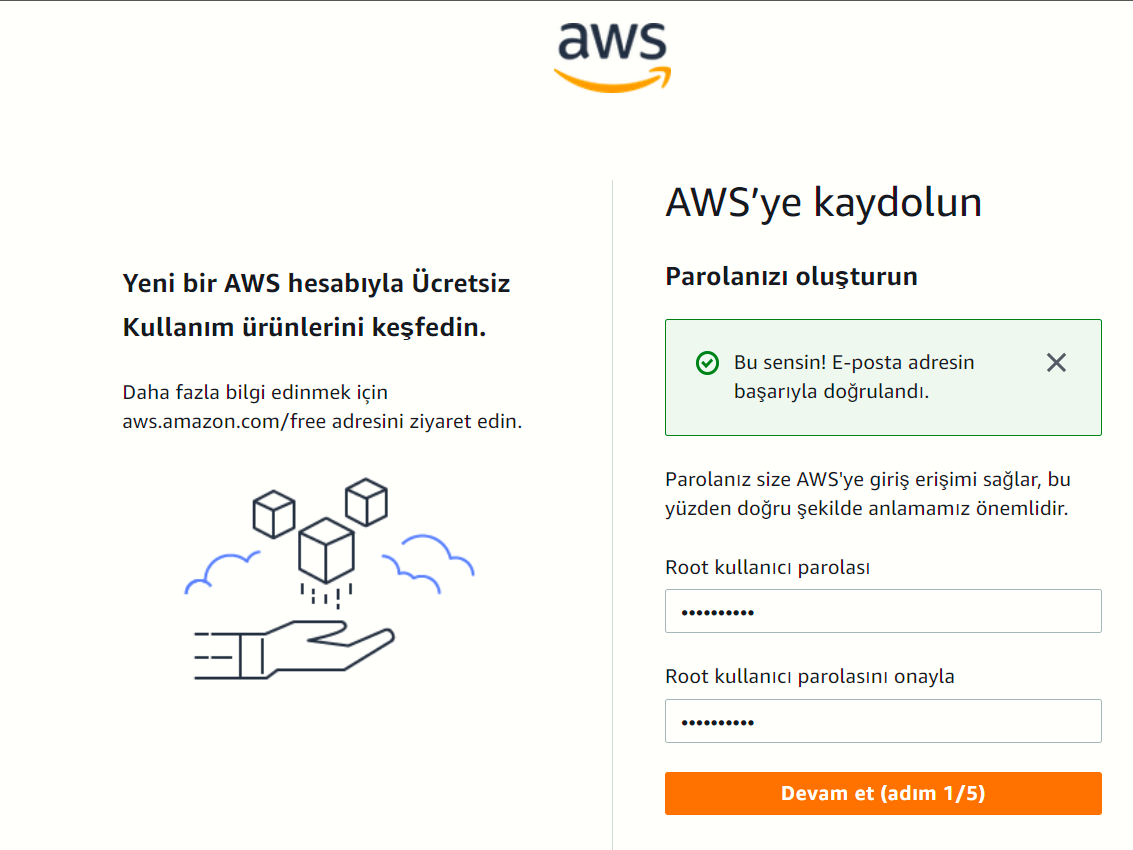 aws
AWS’ye kaydolun
Yeni bir AWS hesabıyla Ücretsiz
Kullanım ürünlerini keşfedin.
Daha fazla bilgi edinmek için
aws.amazon.com/free adresini ziyaret edin.
Parolanızı oluşturun
Bu sensin! E-posta adresin
başarıyla doğrulandı.
Parolanız size AWS'ye giriş erişimi sağlar, bu
yüzden doğru şekilde anlamamız önemlidir.
Root kullanıcı parolası
••••••••••
Root kullanıcı parolasını onayla
••••••••••
Devam et (adım 1/5)